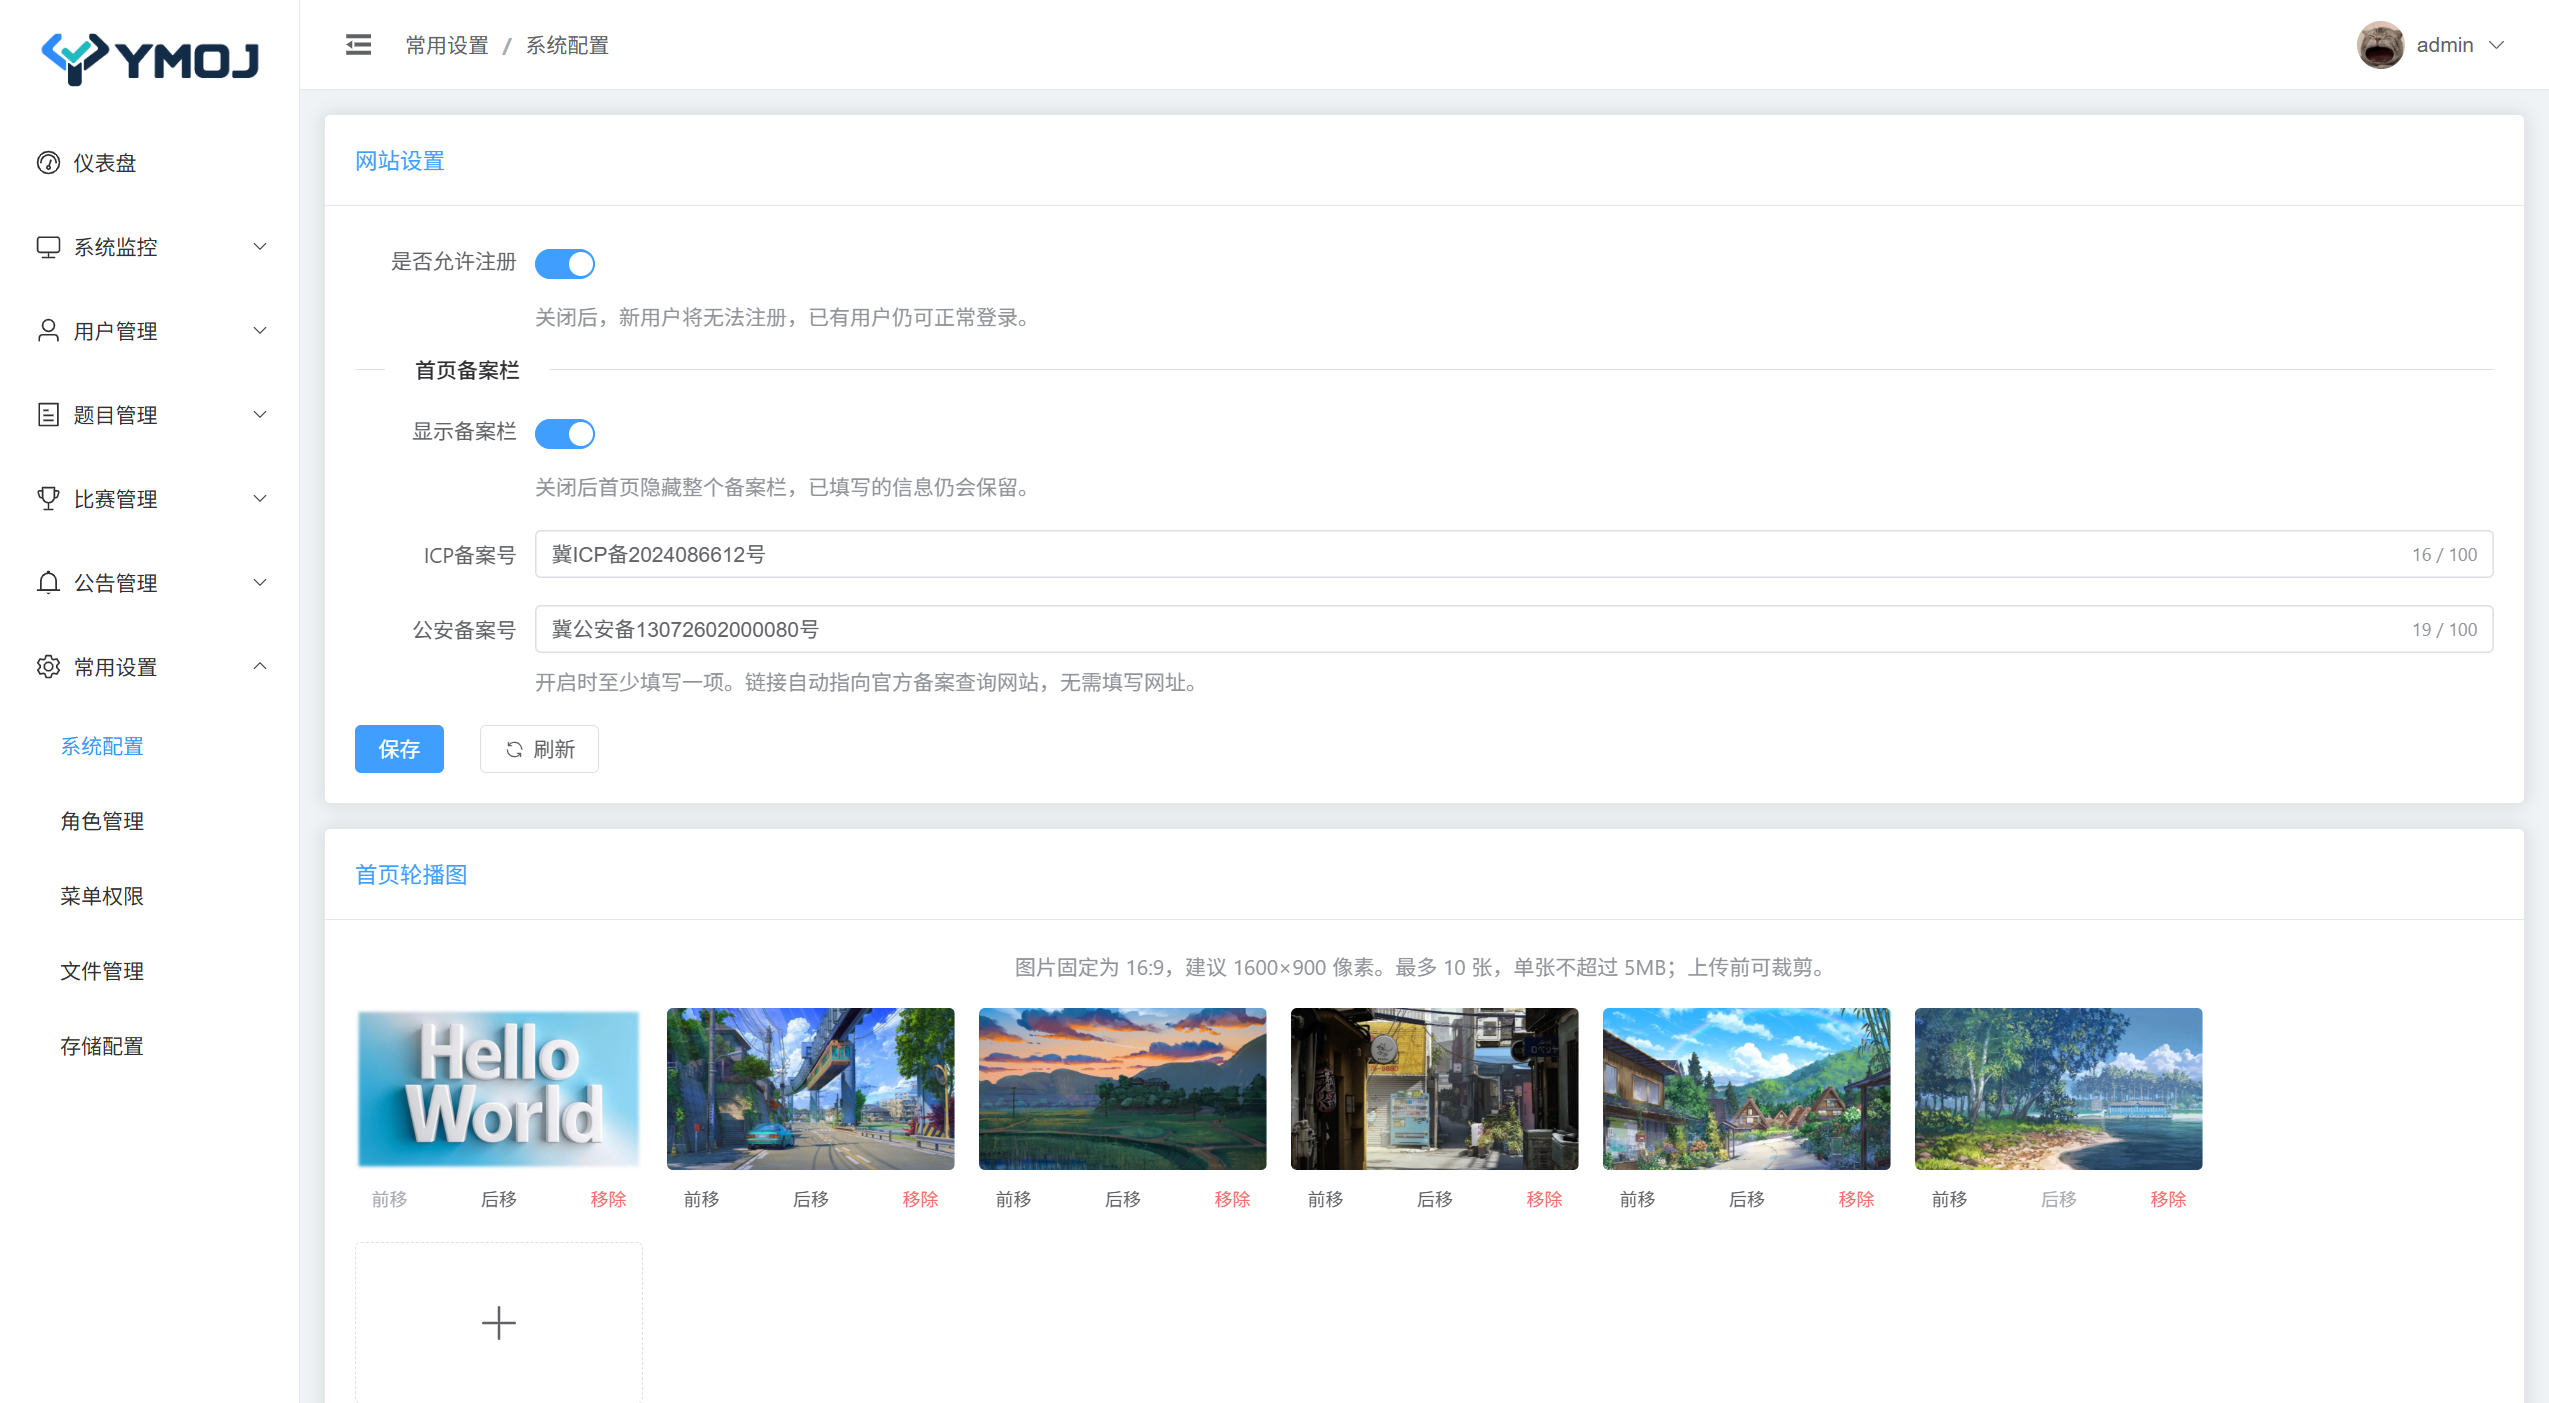 YMOJ
常用设置 / 系统配置
admin
仪表盘
系统监控
用户管理
题目管理
比赛管理
公告管理
常用设置
系统配置
角色管理
菜单权限
文件管理
存储配置
网站设置
是否允许注册
关闭后，新用户将无法注册，已有用户仍可正常登录。
首页备案栏
显示备案栏
关闭后首页隐藏整个备案栏，已填写的信息仍会保留。
ICP备案号 冀ICP备2024086612号 16 / 100
公安备案号 冀公安备13072602000080号 19 / 100
开启时至少填写一项。链接自动指向官方备案查询网站，无需填写网址。
保存 刷新
首页轮播图
图片固定为 16:9，建议 1600×900 像素。最多 10 张，单张不超过 5MB；上传前可裁剪。
Hello
World
前移 后移 移除 前移 后移 移除 前移 后移 移除 前移 后移 移除 前移 后移 移除 前移 后移 移除